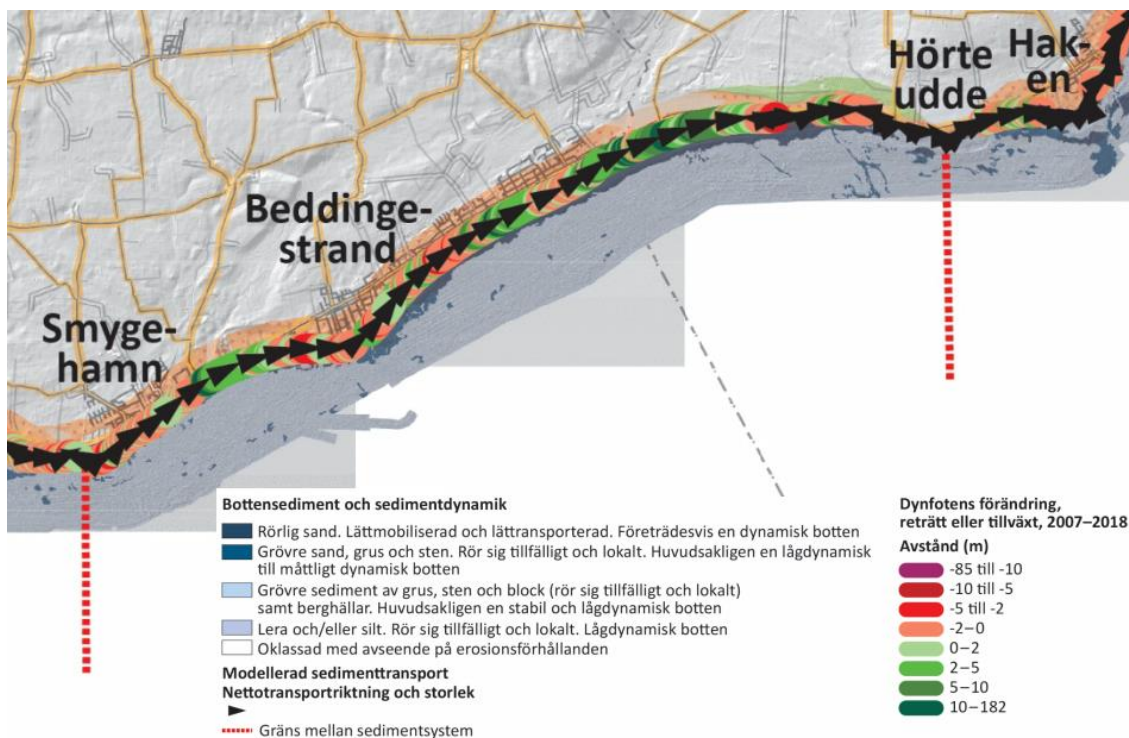 Smyge-
hamn
Beddinge-
strand
Hörte
udde
Hak-
en
Bottensediment och sedimentdynamik
Rörlig sand. Lättmobiliserad och lättransporterad. Företrädesvis en dynamisk botten
Grövre sand, grus och sten. Rör sig tillfälligt och lokalt. Huvudsakligen en lågdynamisk
till måttligt dynamisk botten
Grövre sediment av grus, sten och block (rör sig tillfälligt och lokalt)
samt berghällar. Huvudsakligen en stabil och lågdynamisk botten
Lera och/eller silt. Rör sig tillfälligt och lokalt. Lågdynamisk botten
Oklassad med avseende på erosionförhållanden
Modellerad sedimenttransport
Nettotransportriktning och storlek
Gräns mellan sedimentsystem
Dynfotens förändring,
reträtt eller tillväxt, 2007–2018
Avstånd (m)
-85 till -10
-10 till -5
-5 till -2
-2–0
0–2
2–5
5–10
10–182